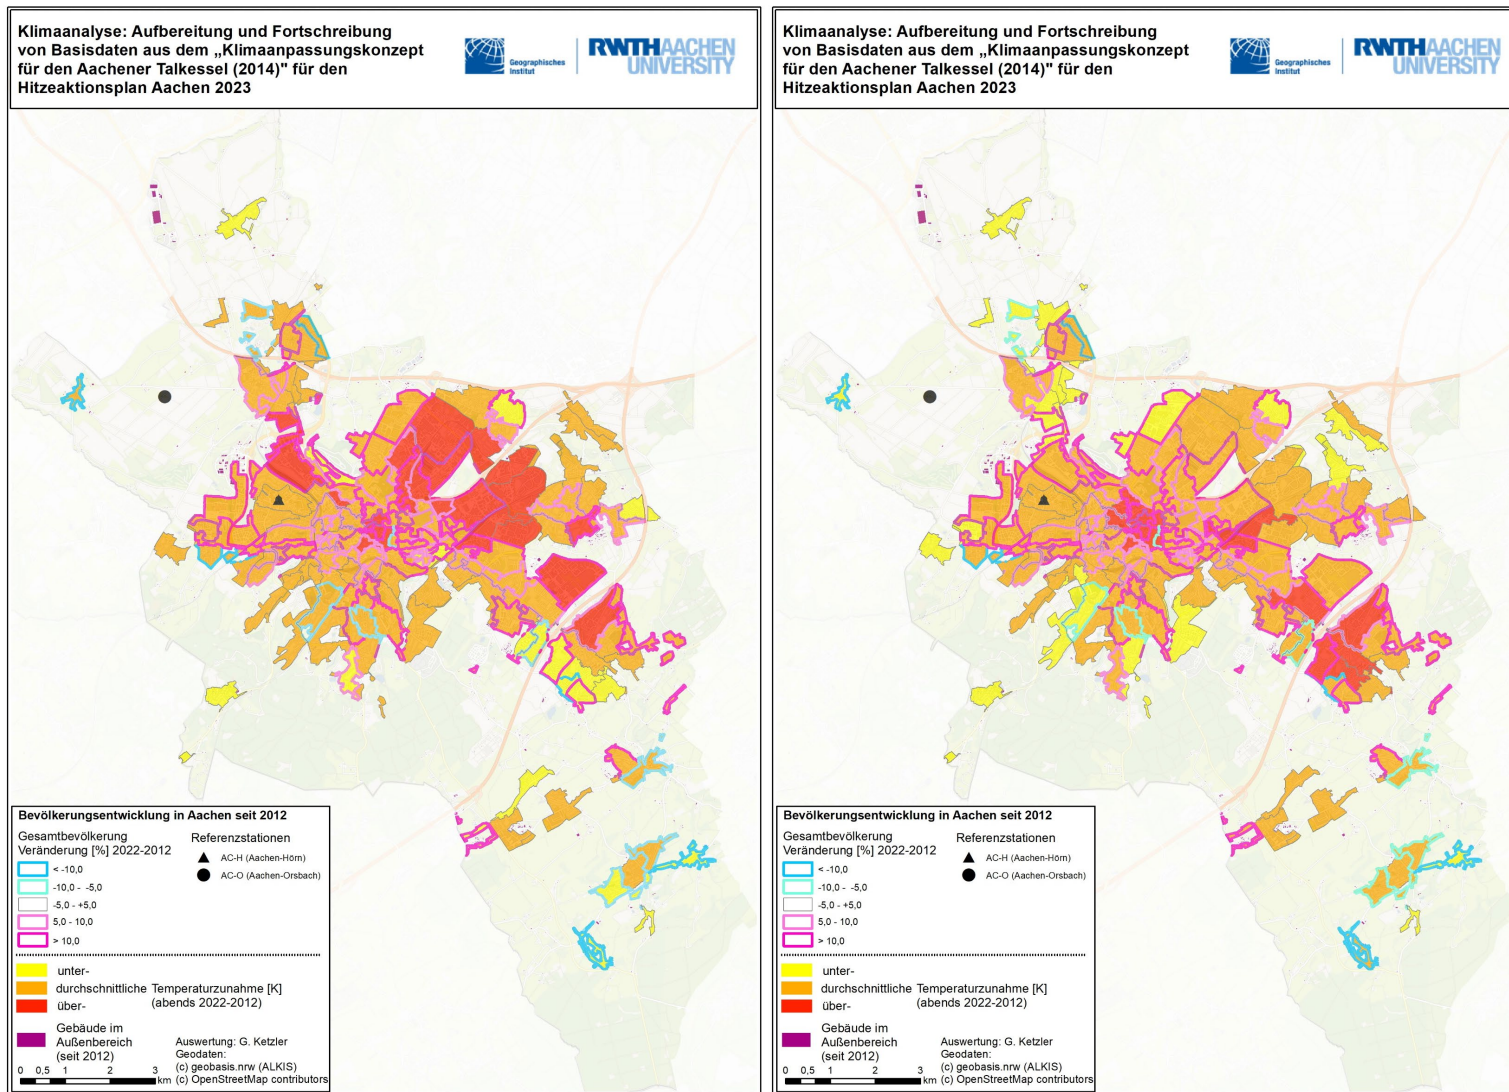 Klimaanalyse: Aufbereitung und Fortschreibung
von Basisdaten aus dem „Klimaanpassungskonzept
für den Aachener Talkessel (2014)" für den
Hitzeaktionsplan Aachen 2023
Geographisches
Institut
RWTHAACHEN
UNIVERSITY
Bevölkerungsentwicklung in Aachen seit 2012
Gesamtbevölkerung
Veränderung [%] 2022-2012
< -10,0
-10,0 - -5,0
-5,0 - +5,0
5,0 - 10,0
> 10,0
Referenzstationen
AC-H (Aachen-Hörn)
AC-O (Aachen-Orsbach)
unter-
durchschnittliche Temperaturzunahme [K]
über- (abends 2022-2012)
Gebäude im
Außenbereich
(seit 2012)
Auswertung: G. Ketzler
Geodaten:
(c) geobasis.nrw (ALKIS)
(c) OpenStreetMap contributors
0 0,5 1 2 3 km
Klimaanalyse: Aufbereitung und Fortschreibung
von Basisdaten aus dem „Klimaanpassungskonzept
für den Aachener Talkessel (2014)" für den
Hitzeaktionsplan Aachen 2023
Geographisches
Institut
RWTHAACHEN
UNIVERSITY
Bevölkerungsentwicklung in Aachen seit 2012
Gesamtbevölkerung
Veränderung [%] 2022-2012
< -10,0
-10,0 - -5,0
-5,0 - +5,0
5,0 - 10,0
> 10,0
Referenzstationen
AC-H (Aachen-Hörn)
AC-O (Aachen-Orsbach)
unter-
durchschnittliche Temperaturzunahme [K]
über- (abends 2022-2012)
Gebäude im
Außenbereich
(seit 2012)
Auswertung: G. Ketzler
Geodaten:
(c) geobasis.nrw (ALKIS)
(c) OpenStreetMap contributors
0 0,5 1 2 3 km